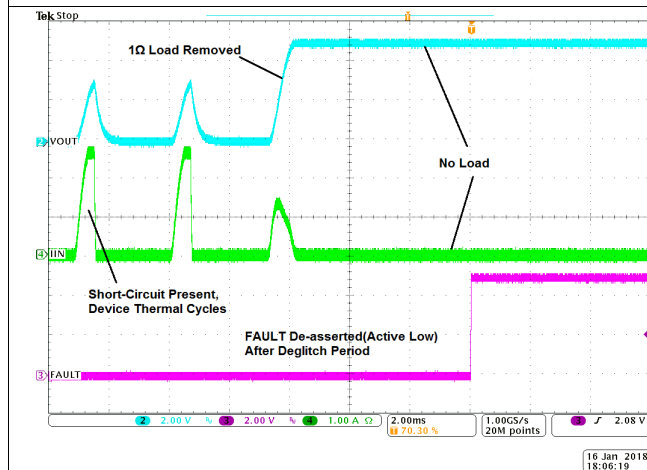 Tek Stop
T
T
1Ω Load Removed
2 VOUT
No Load
4 IIN
Short-Circuit Present,
Device Thermal Cycles
FAULT De-asserted(Active Low)
After Deglitch Period
3 FAULT
2 2.00 V 3 2.00 V 4 1.00 A Ω
2.00ms
T 70.30 %
1.00GS/s
20M points
3 2.08 V
16 Jan 2018
18:06:19